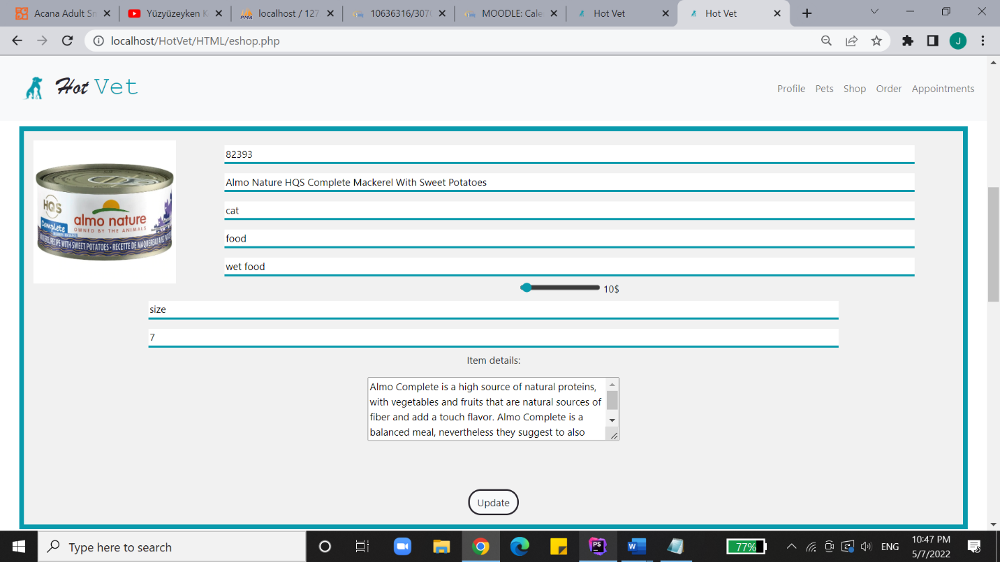 Acana Adult Sn
Yüzyüzeyken K
localhost / 127
10636316/3070
MOODLE: Cale
Hot Vet
Hot Vet
localhost/HotVet/HTML/eshop.php
J
Hot Vet
Profile Pets Shop Order Appointments
HQS
Complete
almo nature
OWNED BY THE ANIMALS
RECIPE WITH SWEET POTATOES - RECETTE DE MAQUEREAU AVEC
82393
Almo Nature HQS Complete Mackerel With Sweet Potatoes
cat
food
wet food
10$
size
7
Item details:
Almo Complete is a high source of natural proteins,
with vegetables and fruits that are natural sources of
fiber and add a touch flavor. Almo Complete is a
balanced meal, nevertheless they suggest to also
Update
Type here to search
PS
W
77%
ENG
10:47 PM
5/7/2022